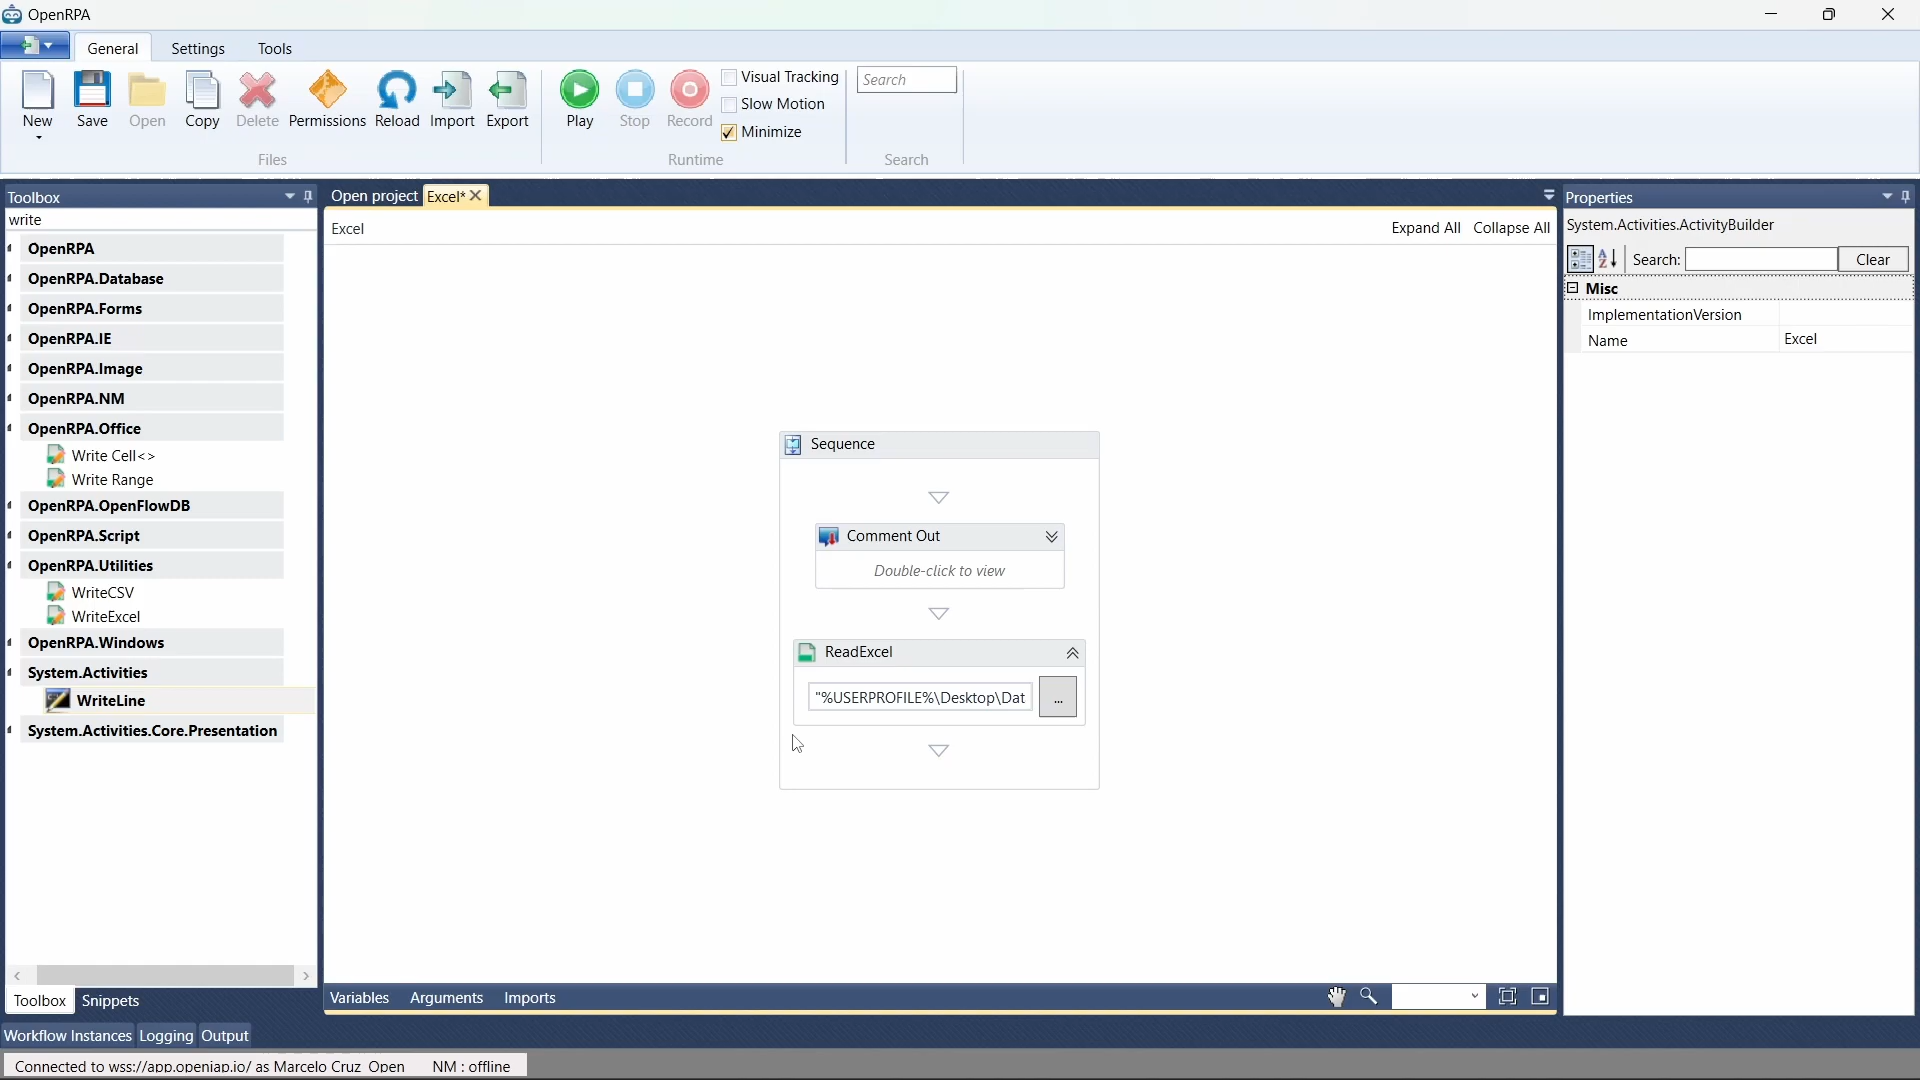 OpenRPA
General Settings Tools
New Save Open Copy Delete Permissions Reload Import Export Play Stop Record
Visual Tracking
Slow Motion
Minimize
Search
Files Runtime Search
Toolbox
write
OpenRPA
OpenRPA.Database
OpenRPA.Forms
OpenRPA.IE
OpenRPA.Image
OpenRPA.NM
OpenRPA.Office
Write Cell<>
Write Range
OpenRPA.OpenFlowDB
OpenRPA.Script
OpenRPA.Utilities
WriteCSV
WriteExcel
OpenRPA.Windows
System.Activities
WriteLine
System.Activities.Core.Presentation
Toolbox Snippets
Open project Excel*
Excel Expand All Collapse All
Sequence
Comment Out
Double-click to view
ReadExcel
"%USERPROFILE%\Desktop\Dat ...
Variables Arguments Imports
Properties
System.Activities.ActivityBuilder
Search: Clear
Misc
ImplementationVersion
Name Excel
Workflow Instances Logging Output
Connected to wss://app.openiap.io/ as Marcelo Cruz Open NM : offline